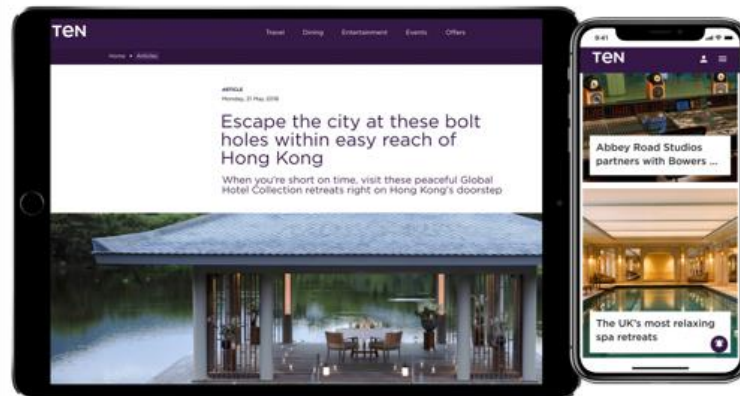 TEN
Travel Dining Entertainment Events Offers
Home • Articles
ARTICLE
Monday, 21 May, 2018
Escape the city at these bolt
holes within easy reach of
Hong Kong
When you're short on time, visit these peaceful Global
Hotel Collection retreats right on Hong Kong's doorstep
9:41
TEN
Abbey Road Studios
partners with Bowers ...
The UK's most relaxing
spa retreats